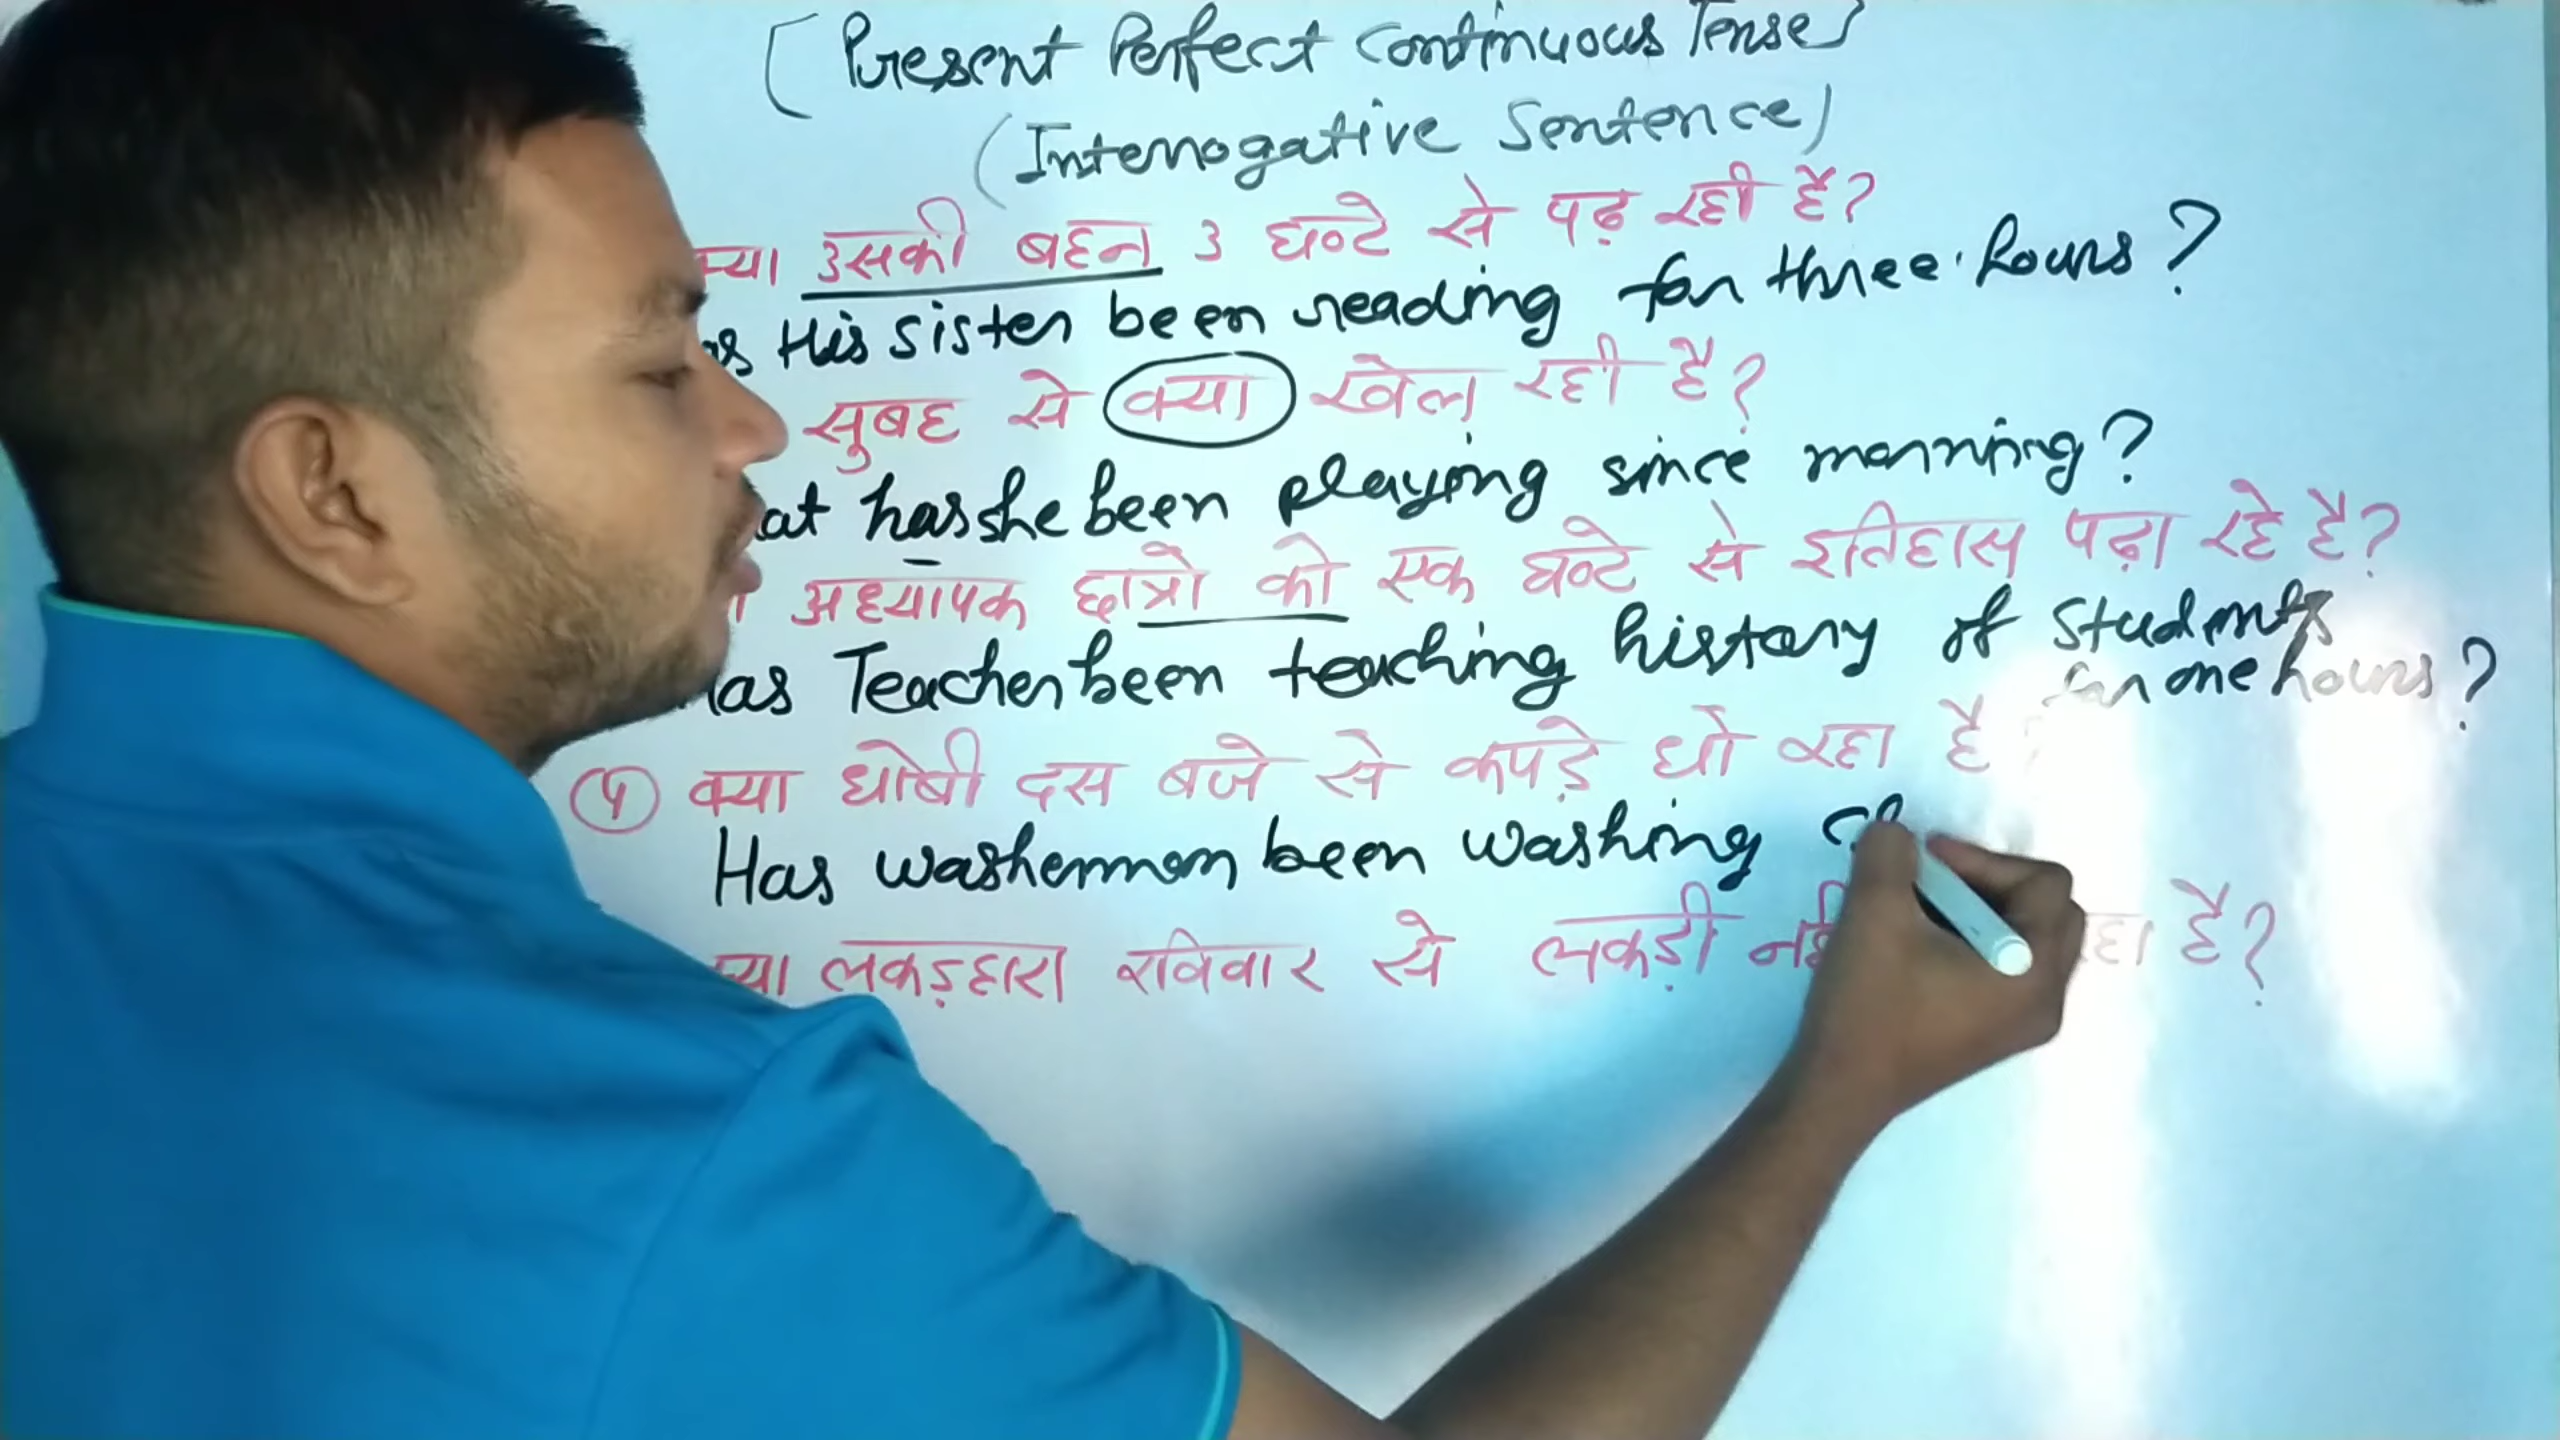 [Present Perfect Continuous Tense]
(Interrogative Sentence)
क्या उसकी बहन 3 घण्टे से पढ़ रही है?
His sister been reading for three hours?
सुबह से क्या खेल रही है?
has she been playing since morning?
अध्यापक छात्रो को एक घण्टे से इतिहास पढ़ा रहे है?
Has Teacher been teaching history of students
for one hours?
④ क्या धोबी दस बजे से कपड़े धो रहा है
Has washerman been washing
क्या लकड़हारा रविवार से लकड़ी है?